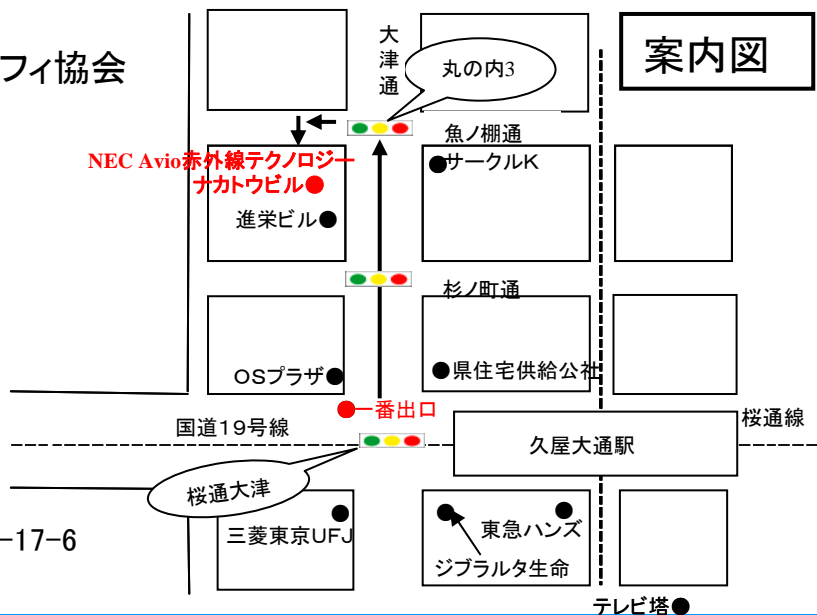 フィ協会
案内図
大津通
丸の内3
魚ノ棚通
NEC Avio赤外線テクノロジー
ナカトウビル
サークルK
進栄ビル
杉ノ町通
OSプラザ
県住宅供給公社
一番出口
国道19号線
久屋大通駅
桜通線
桜通大津
三菱東京UFJ
東急ハンズ
ジブラルタ生命
-17-6
テレビ塔